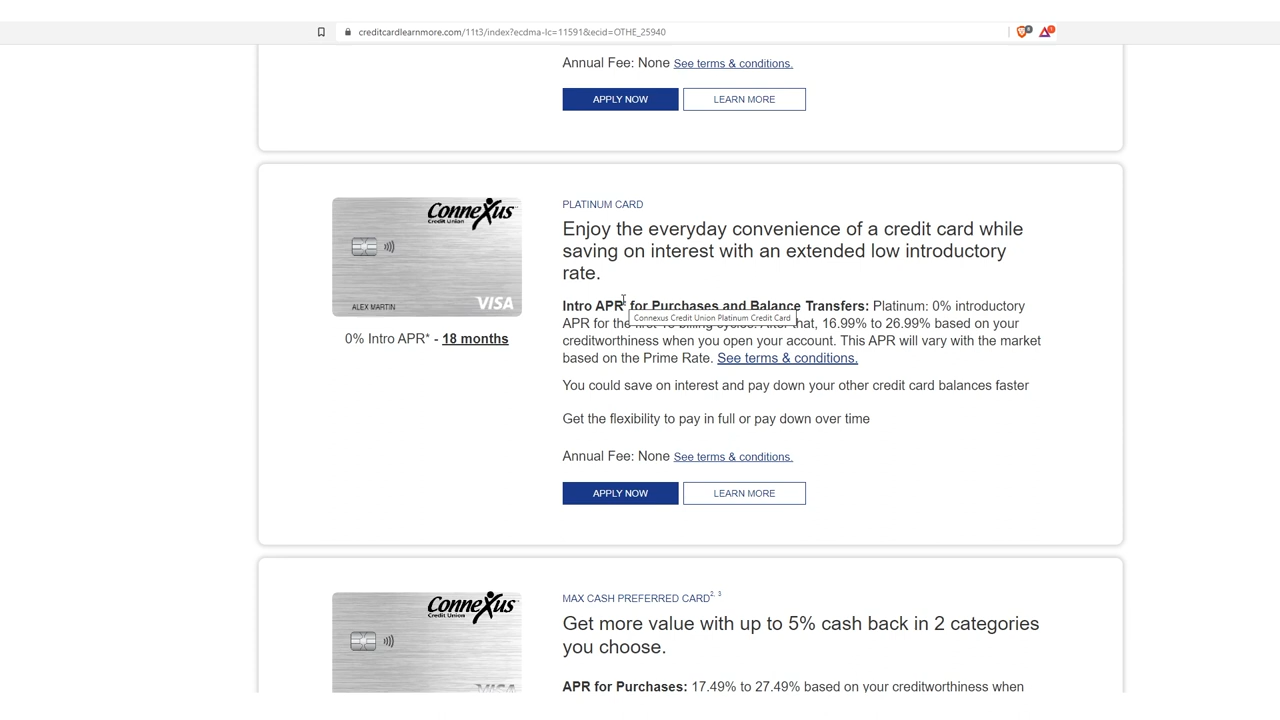 creditcardlearnmore.com/11t3/index?ecdma-lc=11591&ecid=OTHE_25940
Annual Fee: None See terms & conditions.
APPLY NOW LEARN MORE
Connexus
Credit Union
ALEX MARTIN VISA
0% Intro APR* - 18 months
PLATINUM CARD
Enjoy the everyday convenience of a credit card while
saving on interest with an extended low introductory
rate.
Intro APR for Purchases and Balance Transfers: Platinum: 0% introductory
Connexus Credit Union Platinum Credit Card
APR for the that, 16.99% to 26.99% based on your
creditworthiness when you open your account. This APR will vary with the market
based on the Prime Rate. See terms & conditions.
You could save on interest and pay down your other credit card balances faster
Get the flexibility to pay in full or pay down over time
Annual Fee: None See terms & conditions.
APPLY NOW LEARN MORE
Connexus
Credit Union
MAX CASH PREFERRED CARD2, 3
Get more value with up to 5% cash back in 2 categories
you choose.
APR for Purchases: 17.49% to 27.49% based on your creditworthiness when